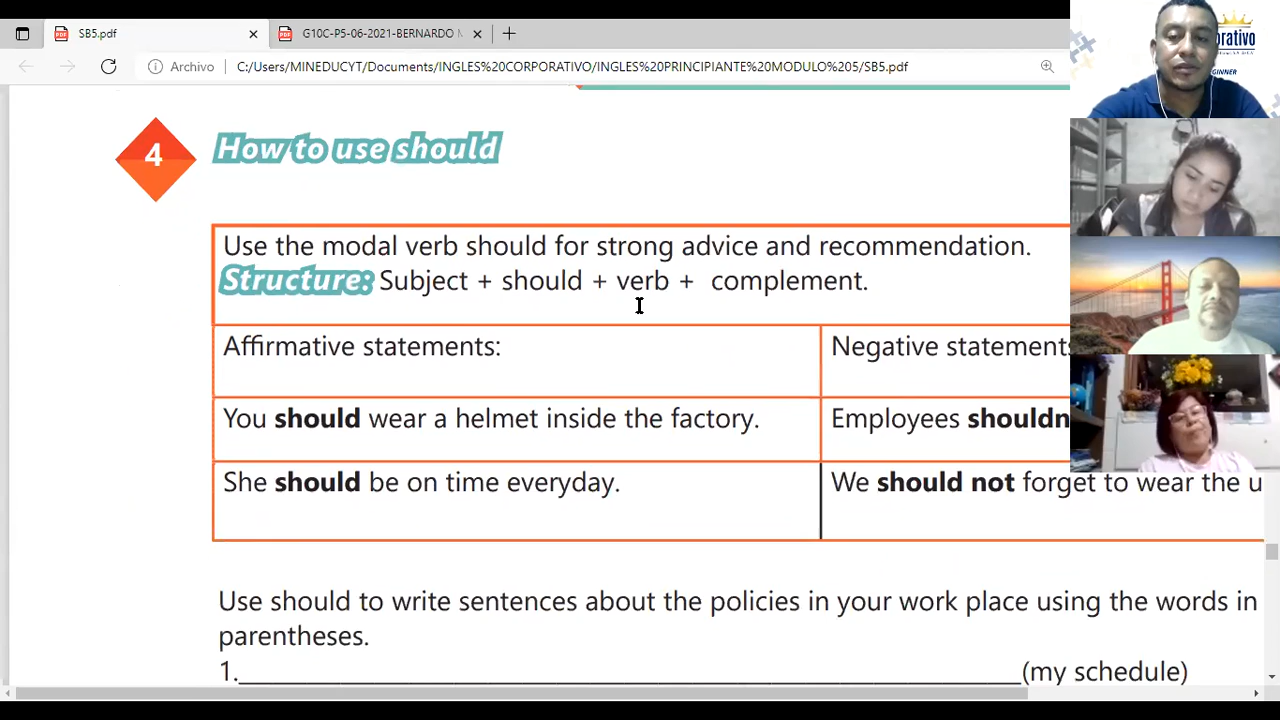 SB5.pdf
G10C-P5-06-2021-BERNARDO
Archivo
C:/Users/MINEDUCYT/Documents/INGLES%20CORPORATIVO/INGLES%20PRINCIPIANTE%20MODULO%205/SB5.pdf
orativo
GINNER
4
How to use should
Use the modal verb should for strong advice and recommendation.
Structure: Subject + should + verb + complement.
Affirmative statements:
Negative statements
You should wear a helmet inside the factory.
Employees shouldn
She should be on time everyday.
We should not forget to wear the u
Use should to write sentences about the policies in your work place using the words in
parentheses.
1.______________________________________________________(my schedule)